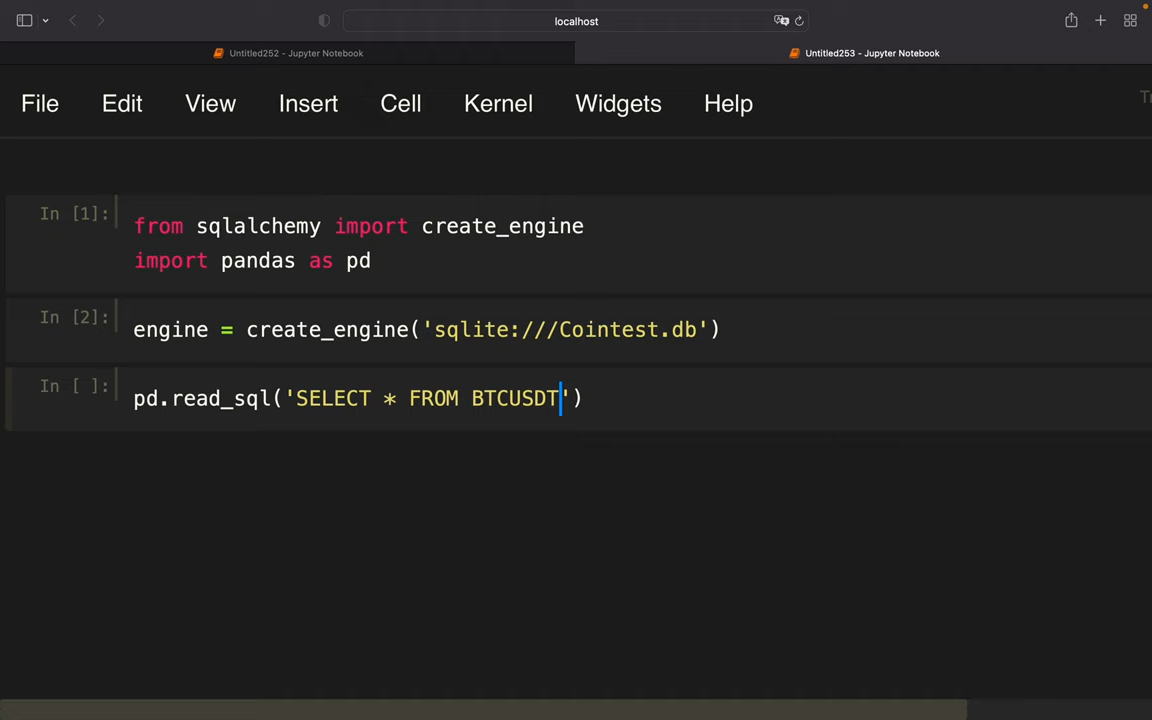 localhost
Untitled252 - Jupyter Notebook
Untitled253 - Jupyter Notebook
File Edit View Insert Cell Kernel Widgets Help
In [1]:
from sqlalchemy import create_engine
import pandas as pd
In [2]:
engine = create_engine('sqlite:///Cointest.db')
In [ ]:
pd.read_sql('SELECT * FROM BTCUSDT')